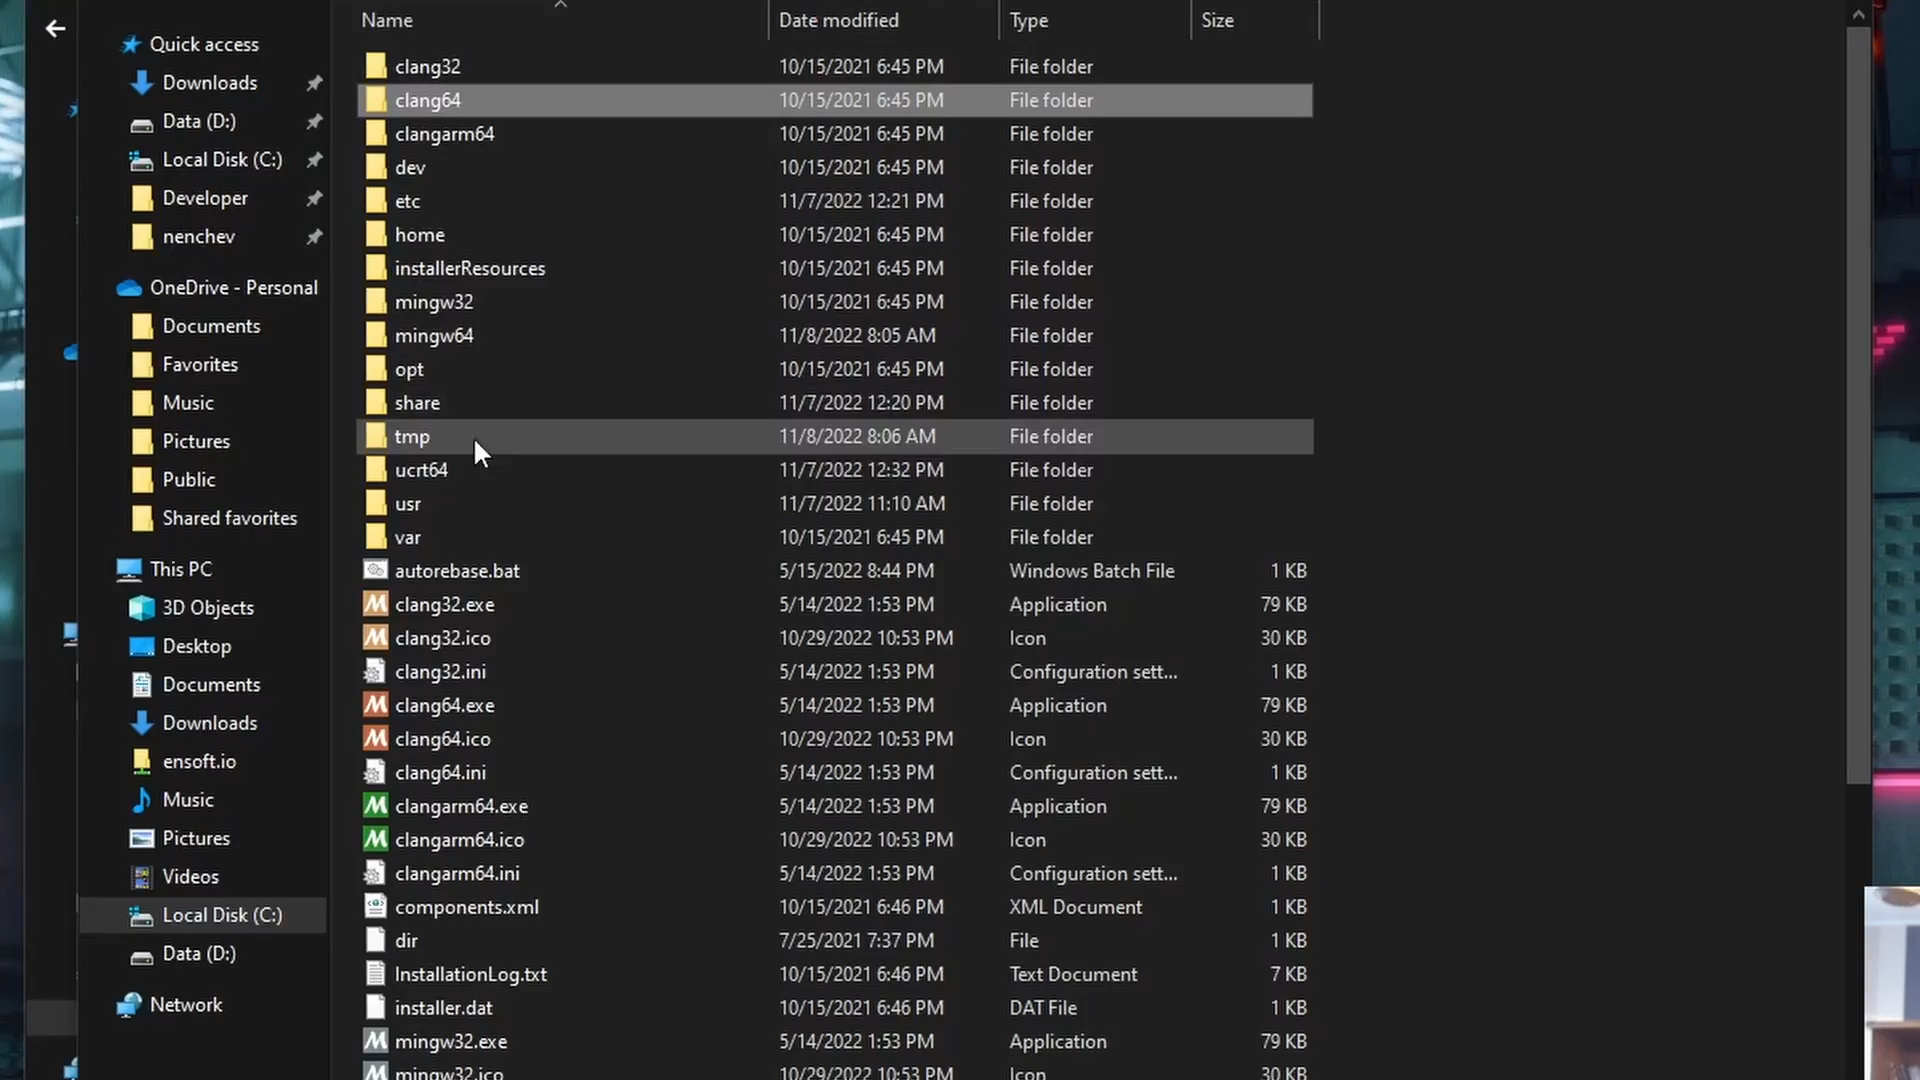 Name Date modified Type Size
Quick access
Downloads
Data (D:)
Local Disk (C:)
Developer
nenchev
OneDrive - Personal
Documents
Favorites
Music
Pictures
Public
Shared favorites
This PC
3D Objects
Desktop
Documents
Downloads
ensoft.io
Music
Pictures
Videos
Local Disk (C:)
Data (D:)
Network
clang32 10/15/2021 6:45 PM File folder
clang64 10/15/2021 6:45 PM File folder
clangarm64 10/15/2021 6:45 PM File folder
dev 10/15/2021 6:45 PM File folder
etc 11/7/2022 12:21 PM File folder
home 10/15/2021 6:45 PM File folder
installerResources 10/15/2021 6:45 PM File folder
mingw32 10/15/2021 6:45 PM File folder
mingw64 11/8/2022 8:05 AM File folder
opt 10/15/2021 6:45 PM File folder
share 11/7/2022 12:20 PM File folder
tmp 11/8/2022 8:06 AM File folder
ucrt64 11/7/2022 12:32 PM File folder
usr 11/7/2022 11:10 AM File folder
var 10/15/2021 6:45 PM File folder
autorebase.bat 5/15/2022 8:44 PM Windows Batch File 1 KB
clang32.exe 5/14/2022 1:53 PM Application 79 KB
clang32.ico 10/29/2022 10:53 PM Icon 30 KB
clang32.ini 5/14/2022 1:53 PM Configuration sett... 1 KB
clang64.exe 5/14/2022 1:53 PM Application 79 KB
clang64.ico 10/29/2022 10:53 PM Icon 30 KB
clang64.ini 5/14/2022 1:53 PM Configuration sett... 1 KB
clangarm64.exe 5/14/2022 1:53 PM Application 79 KB
clangarm64.ico 10/29/2022 10:53 PM Icon 30 KB
clangarm64.ini 5/14/2022 1:53 PM Configuration sett... 1 KB
components.xml 10/15/2021 6:46 PM XML Document 1 KB
dir 7/25/2021 7:37 PM File 1 KB
InstallationLog.txt 10/15/2021 6:46 PM Text Document 7 KB
installer.dat 10/15/2021 6:46 PM DAT File 1 KB
mingw32.exe 5/14/2022 1:53 PM Application 79 KB
mingw32.ico 10/29/2022 10:53 PM Icon 30 KB